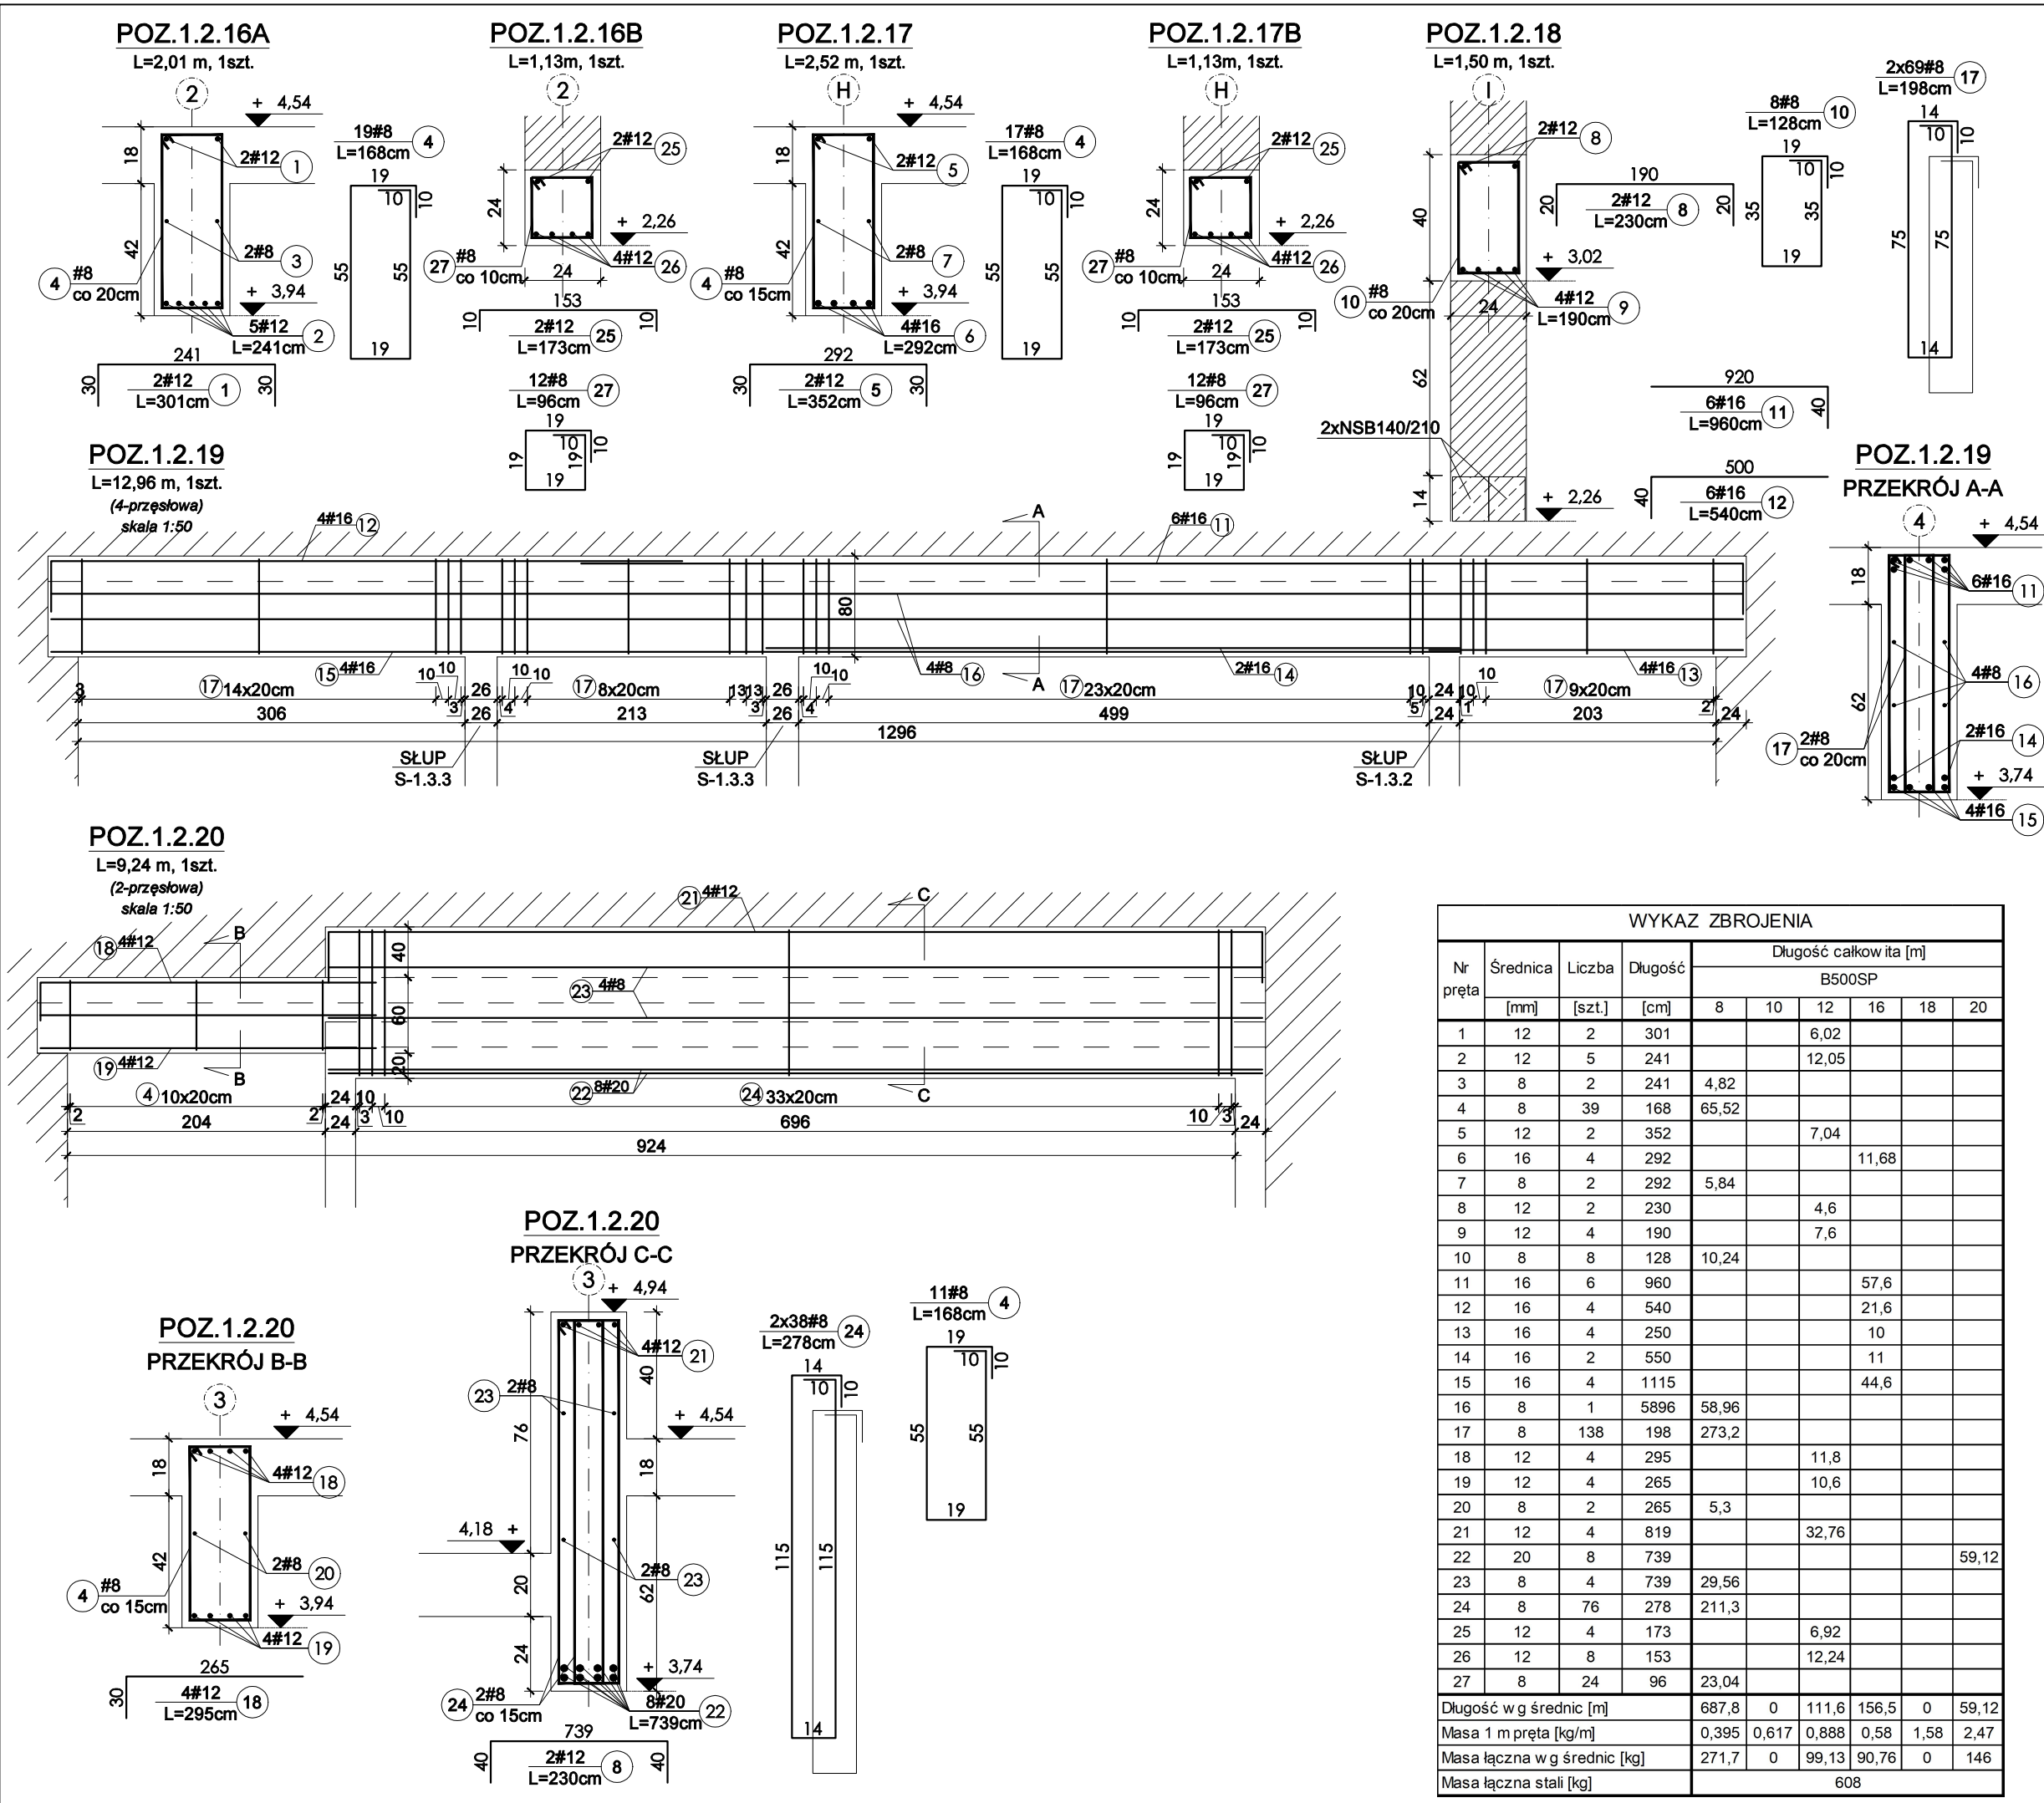 POZ.1.2.16A
L=2,01 m, 1szt.
2
+ 4,54
18
42
2#12 1
2#8 3
4 #8
co 20cm
+ 3,94
5#12
L=241cm 2
241
30
30
2#12
L=301cm 1
19#8
L=168cm 4
19
10
10
55
55
19
POZ.1.2.16B
L=1,13m, 1szt.
2
2#12 25
24
+ 2,26
27 #8
co 10cm
4#12 26
24
153
10
10
2#12
L=173cm 25
12#8
L=96cm 27
19
10
10
19
19
19
POZ.1.2.17
L=2,52 m, 1szt.
H
+ 4,54
18
42
2#12 5
2#8 7
4 #8
co 15cm
+ 3,94
4#16
L=292cm 6
292
30
30
2#12
L=352cm 5
17#8
L=168cm 4
19
10
10
55
55
19
POZ.1.2.17B
L=1,13m, 1szt.
H
2#12 25
24
+ 2,26
27 #8
co 10cm
4#12 26
24
153
10
10
2#12
L=173cm 25
12#8
L=96cm 27
19
10
10
19
19
19
POZ.1.2.18
L=1,50 m, 1szt.
I
2#12 8
40
+ 3,02
10 #8
co 20cm
4#12
L=190cm 9
24
62
2xNSB140/210
14
+ 2,26
190
20
20
2#12
L=230cm 8
8#8
L=128cm 10
19
10
10
35
35
19
2x69#8
L=198cm 17
14
10
10
75
75
14
920
6#16
L=960cm 11
40
500
40
6#16
L=540cm 12
POZ.1.2.19
L=12,96 m, 1szt.
(4-przęsłowa)
skala 1:50
4#16 12
A
6#16 11
80
15 4#16
4#8 16
A
2#16 14
4#16 13
3
17 14x20cm
10
10
3
26
4
10
10
17 8x20cm
13 13
3
26
4
10
10
17 23x20cm
10
5
24
1
10
10
17 9x20cm
2
306
26
213
26
499
24
203
24
1296
SŁUP
S-1.3.3
SŁUP
S-1.3.3
SŁUP
S-1.3.2
POZ.1.2.19
PRZEKRÓJ A-A
4
+ 4,54
18
6#16 11
4#8 16
62
17 2#8
co 20cm
2#16 14
+ 3,74
4#16 15
POZ.1.2.20
L=9,24 m, 1szt.
(2-przęsłowa)
skala 1:50
18 4#12
B
21 4#12
C
40
23 4#8
60
19 4#12
B
20
22 8#20
C
4 10x20cm
24 33x20cm
2
2
24
3
10
10
10
3
204
24
696
24
924
POZ.1.2.20
PRZEKRÓJ B-B
3
+ 4,54
18
4#12 18
42
2#8 20
4 #8
co 15cm
+ 3,94
4#12 19
265
30
4#12
L=295cm 18
POZ.1.2.20
PRZEKRÓJ C-C
3
+ 4,94
4#12 21
40
23 2#8
76
+ 4,54
18
4,18 +
2#8 23
20
62
24
+ 3,74
24 2#8
co 15cm
8#20
L=739cm 22
739
40
40
2#12
L=230cm 8
2x38#8
L=278cm 24
14
10
10
115
115
14
11#8
L=168cm 4
19
10
10
55
55
19
WYKAZ ZBROJENIA
Nr pręta Średnica Liczba Długość Długość całkowita [m]
B500SP
[mm] [szt.] [cm] 8 10 12 16 18 20
1 12 2 301 6,02
2 12 5 241 12,05
3 8 2 241 4,82
4 8 39 168 65,52
5 12 2 352 7,04
6 16 4 292 11,68
7 8 2 292 5,84
8 12 2 230 4,6
9 12 4 190 7,6
10 8 8 128 10,24
11 16 6 960 57,6
12 16 4 540 21,6
13 16 4 250 10
14 16 2 550 11
15 16 4 1115 44,6
16 8 1 5896 58,96
17 8 138 198 273,2
18 12 4 295 11,8
19 12 4 265 10,6
20 8 2 265 5,3
21 12 4 819 32,76
22 20 8 739 59,12
23 8 4 739 29,56
24 8 76 278 211,3
25 12 4 173 6,92
26 12 8 153 12,24
27 8 24 96 23,04
Długość wg średnic [m] 687,8 0 111,6 156,5 0 59,12
Masa 1 m pręta [kg/m] 0,395 0,617 0,888 0,58 1,58 2,47
Masa łączna wg średnic [kg] 271,7 0 99,13 90,76 0 146
Masa łączna stali [kg] 608